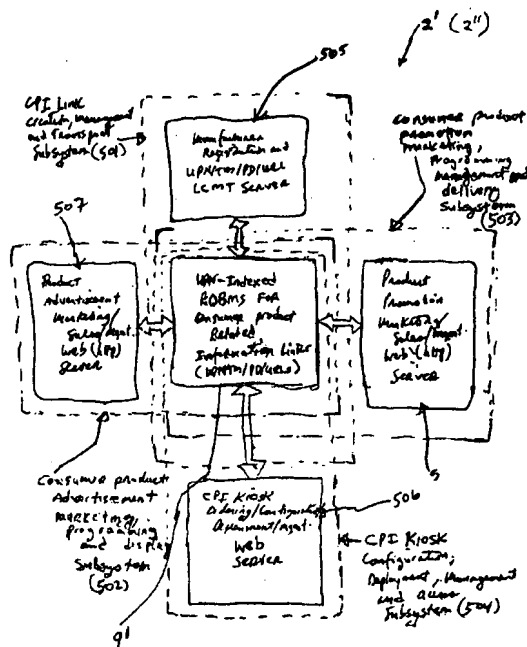 2' (2")
505
CPI Link
Creation, Management
and Transport
Subsystem (501)
Manufacturer
Registration and
UPN/TM/PD/URL
LCMT SERVER
Consumer product
promotion
marketing,
Programming
management and
delivery
Subsystem
(503)
507
Product
Advertisement
Marketing
Sales/Mgmt.
Web
Server
UPN-Indexed
RDBMS FOR
Consumer product
Related
Information Links
(UPN/TM/PD/URLs)
Product
Promotion
Marketing
Sales/Mgmt.
Web
Server
Consumer product
Advertisement
marketing,
programming
and display
Subsystem
(502)
CPI Kiosk
Ordering/Configuration
Deployment/Mgmt.
Web
Server
506
CPI Kiosk
Configuration,
Deployment, Management
and access
Subsystem (504)
9'